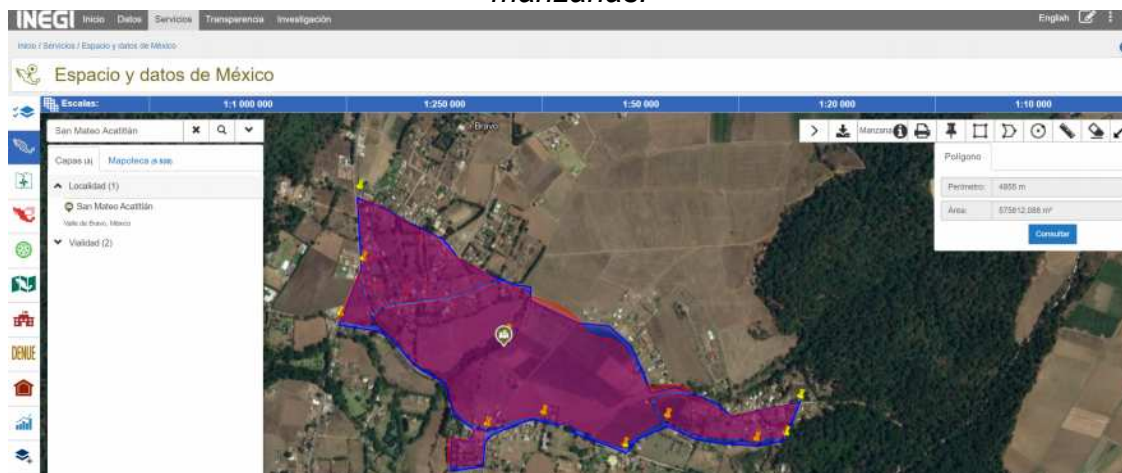 manzanas.
INEGI Inicio Datos Servicios Transparencia Investigación English
Inicio / Servicios / Espacio y datos de México
Espacio y datos de México
Escalas: 1:1 000 000 1:250 000 1:50 000 1:20 000 1:10 000
San Mateo Acatitlán
Bravo
Manzana
Capas (4) Mapoteca
Polígono
Localidad (1)
Perímetro: 4855 m
San Mateo Acatitlán
Valle de Bravo, México
Área: 575812.088 m²
Consultar
Vialidad (2)
DENUE